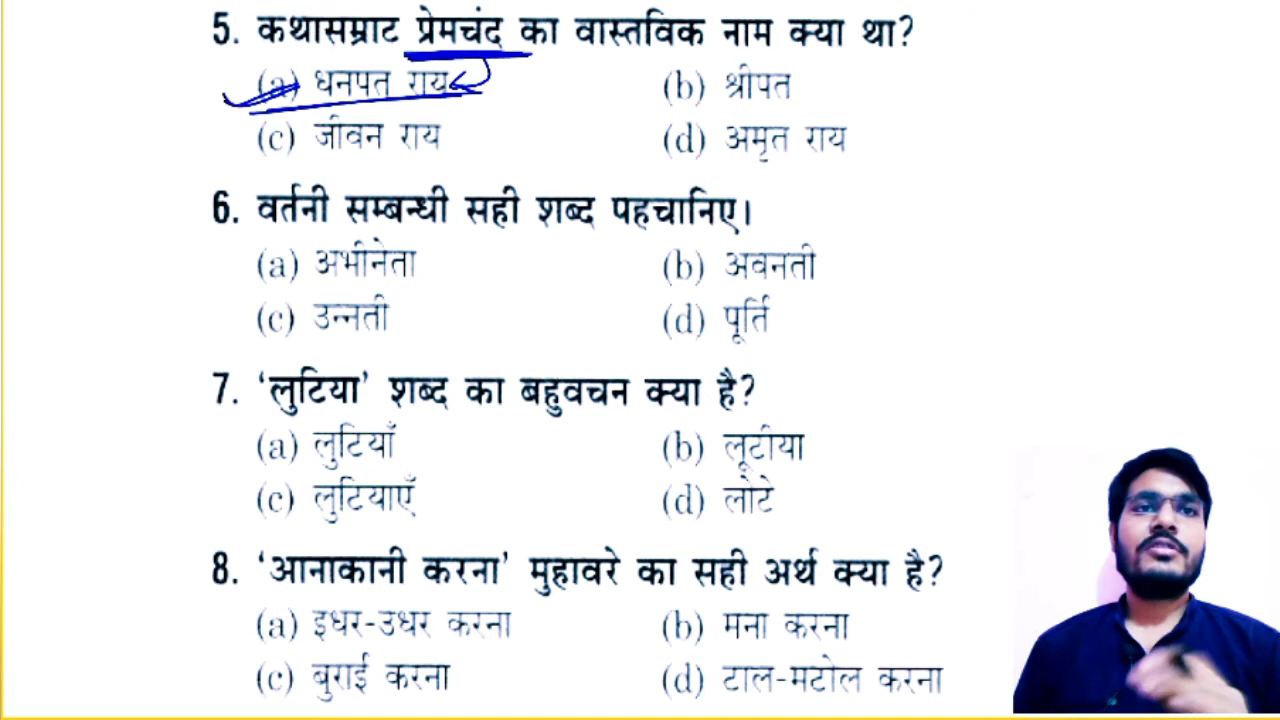 5. कथासम्राट प्रेमचंद का वास्तविक नाम क्या था?
(a) धनपत राय (b) श्रीपत
(c) जीवन राय (d) अमृत राय
6. वर्तनी सम्बन्धी सही शब्द पहचानिए।
(a) अभीनेता (b) अवनती
(c) उन्नती (d) पूर्ति
7. ‘लुटिया’ शब्द का बहुवचन क्या है?
(a) लुटियाँ (b) लूटीया
(c) लुटियाएँ (d) लोटे
8. ‘आनाकानी करना’ मुहावरे का सही अर्थ क्या है?
(a) इधर-उधर करना (b) मना करना
(c) बुराई करना (d) टाल-मटोल करना